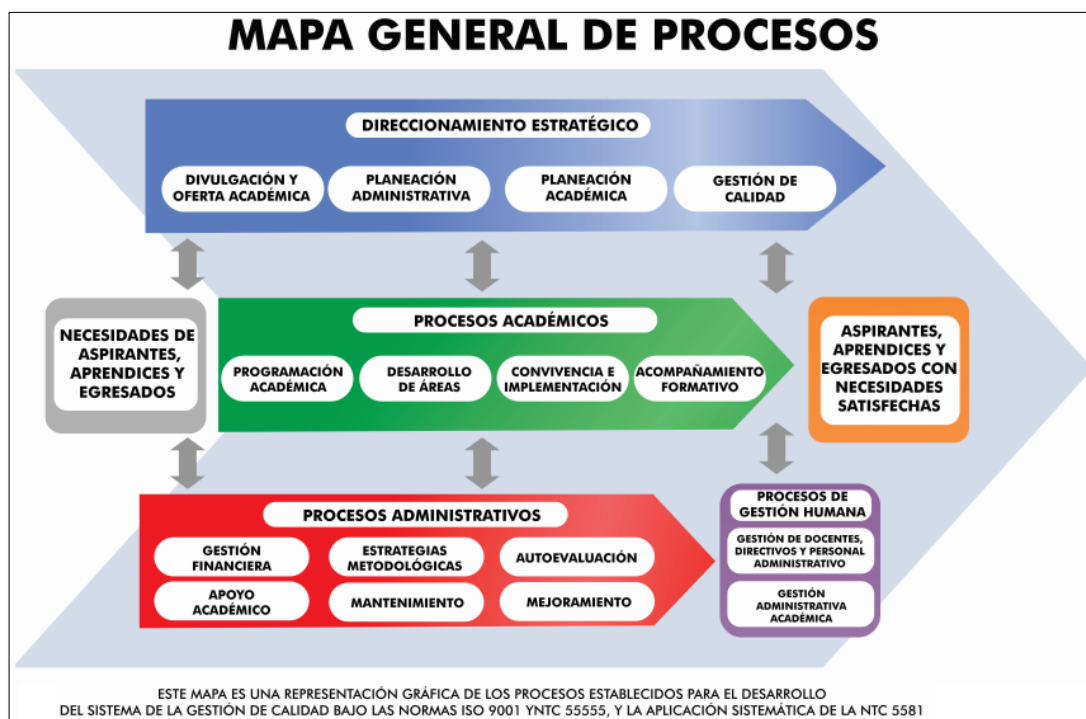 MAPA GENERAL DE PROCESOS
DIRECCIONAMIENTO ESTRATÉGICO
DIVULGACIÓN Y
OFERTA ACADÉMICA
PLANEACIÓN
ADMINISTRATIVA
PLANEACIÓN
ACADÉMICA
GESTIÓN DE
CALIDAD
NECESIDADES DE
ASPIRANTES,
APRENDICES Y
EGRESADOS
PROCESOS ACADÉMICOS
PROGRAMACIÓN
ACADÉMICA
DESARROLLO
DE ÁREAS
CONVIVENCIA E
IMPLEMENTACIÓN
ACOMPAÑAMIENTO
FORMATIVO
ASPIRANTES,
APRENDICES Y
EGRESADOS CON
NECESIDADES
SATISFECHAS
PROCESOS ADMINISTRATIVOS
GESTIÓN
FINANCIERA
ESTRATEGIAS
METODOLÓGICAS
AUTOEVALUACIÓN
APOYO
ACADÉMICO
MANTENIMIENTO
MEJORAMIENTO
PROCESOS DE
GESTIÓN HUMANA
GESTIÓN DE DOCENTES,
DIRECTIVOS Y PERSONAL
ADMINISTRATIVO
GESTIÓN
ADMINISTRATIVA
ACADÉMICA
ESTE MAPA ES UNA REPRESENTACIÓN GRÁFICA DE LOS PROCESOS ESTABLECIDOS PARA EL DESARROLLO
DEL SISTEMA DE LA GESTIÓN DE CALIDAD BAJO LAS NORMAS ISO 9001 YNTC 55555, Y LA APLICACIÓN SISTEMÁTICA DE LA NTC 5581